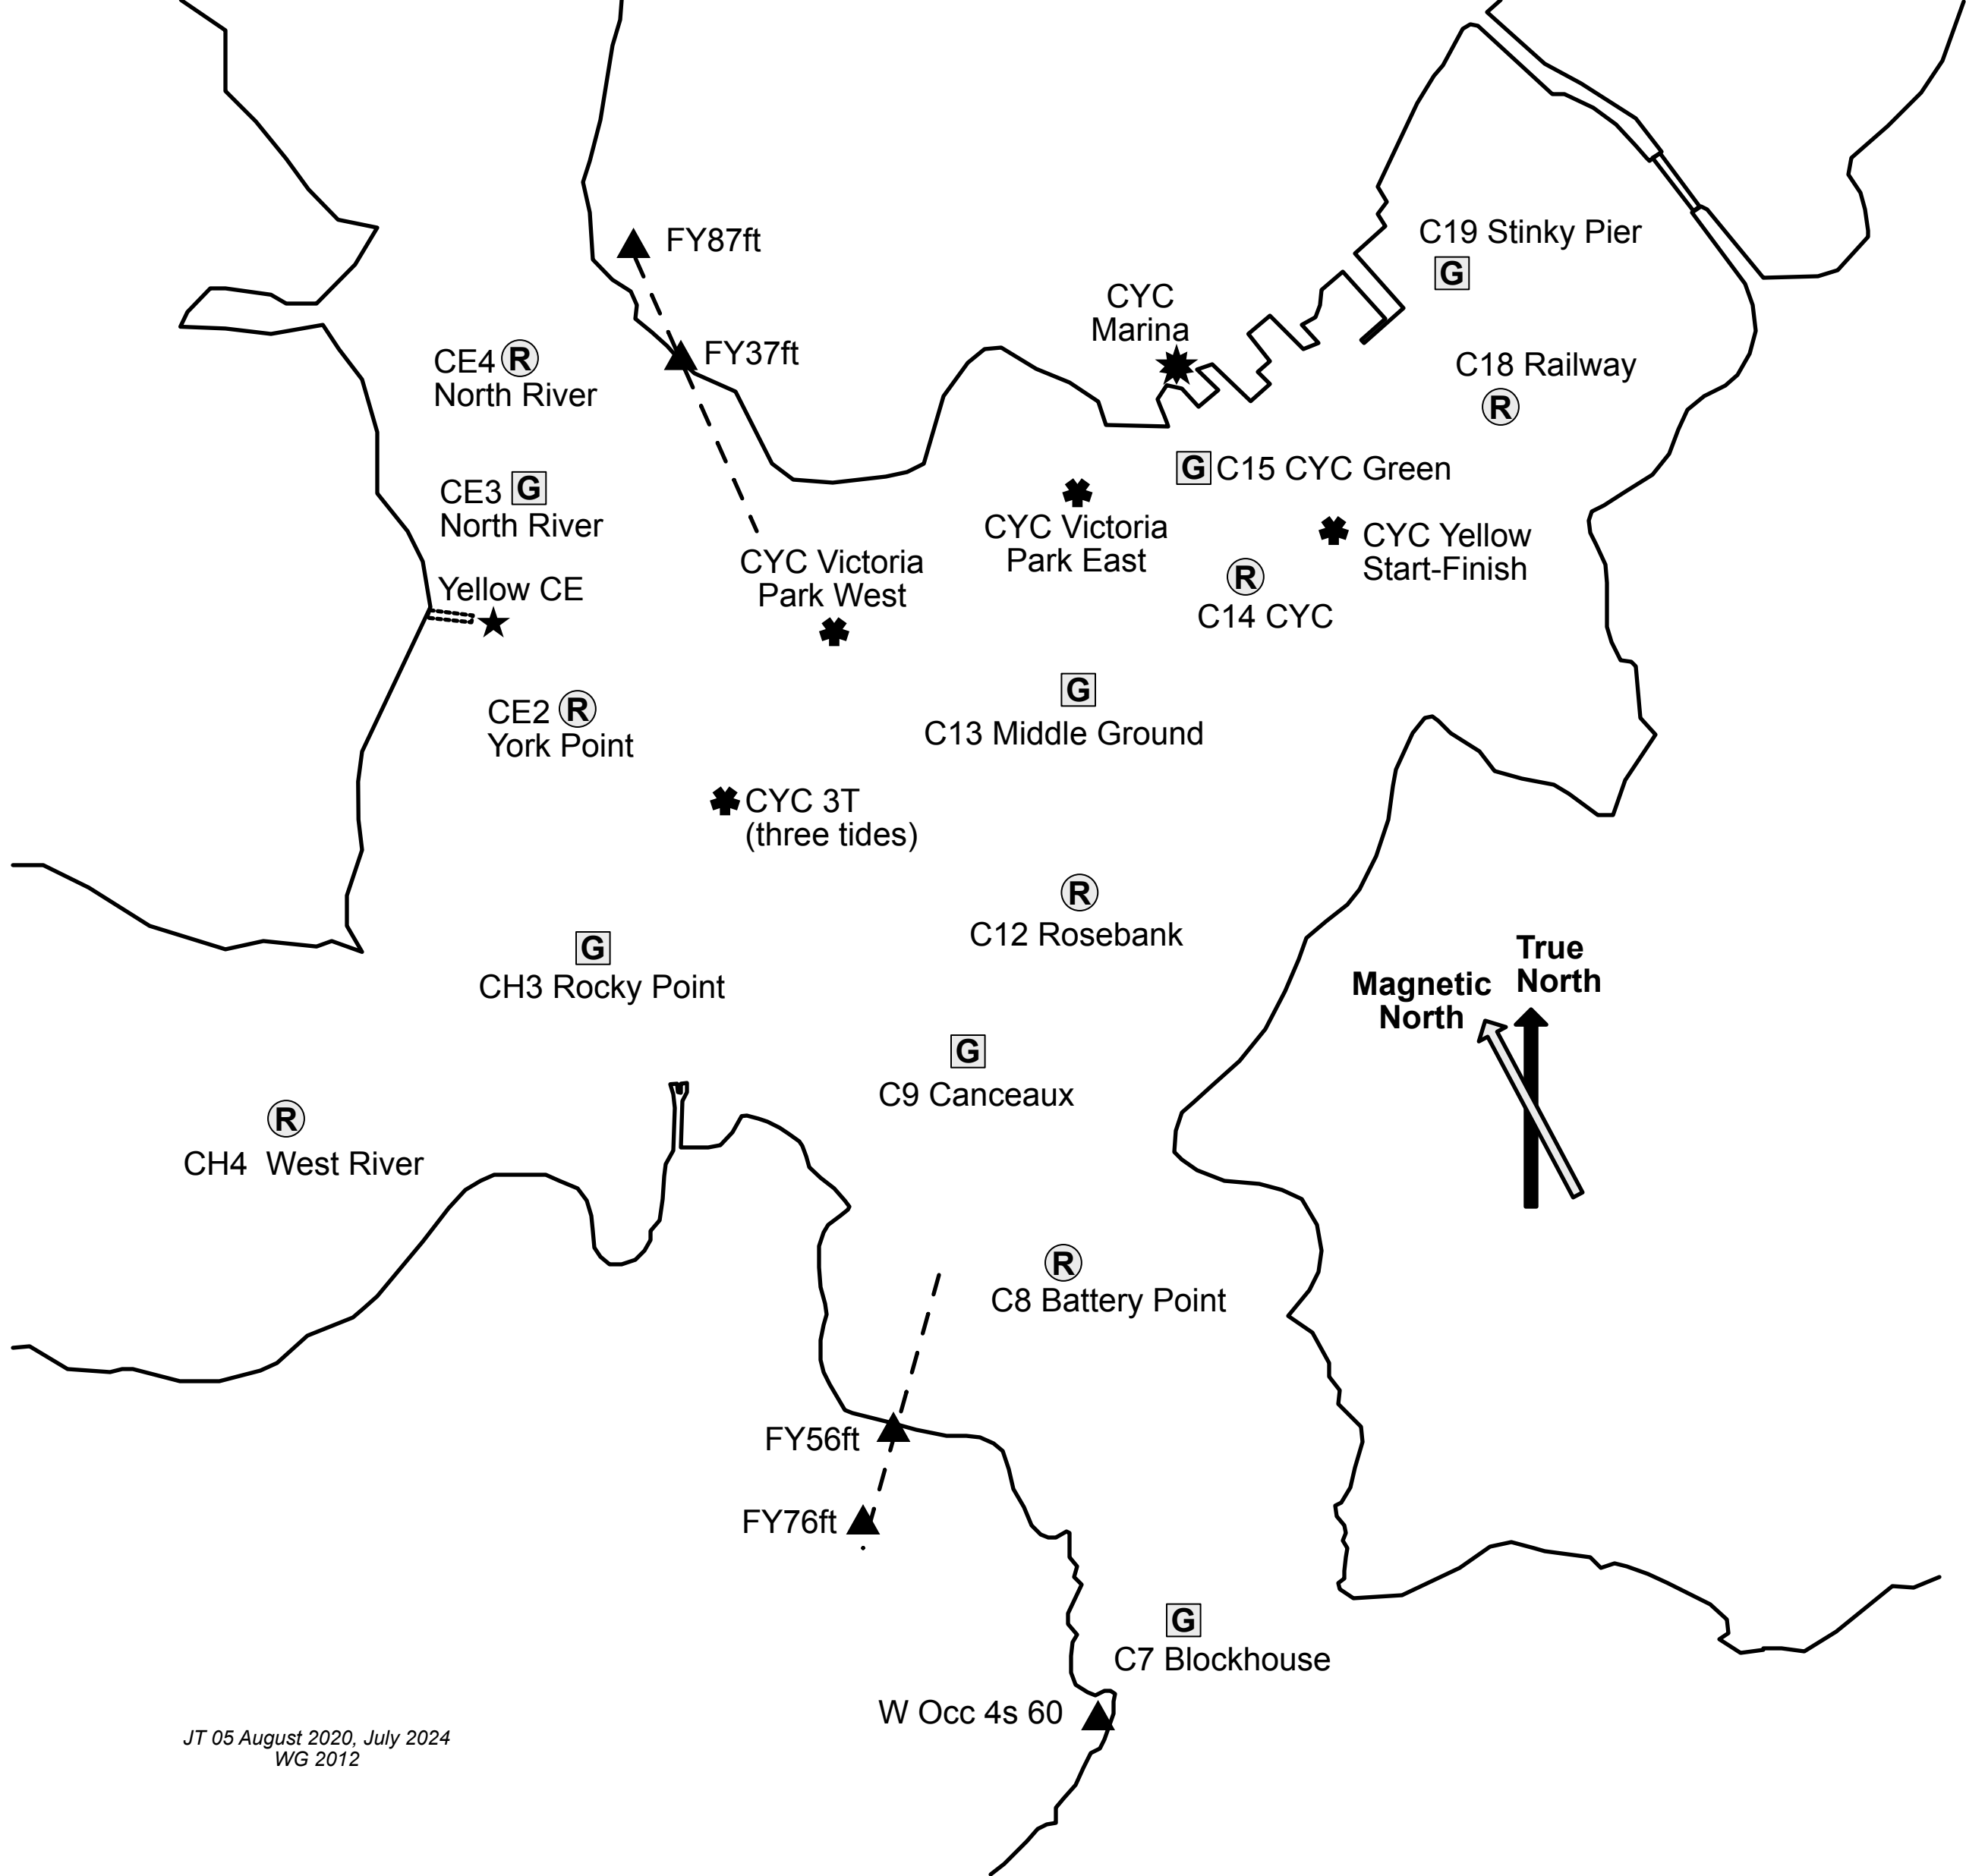 C19 Stinky Pier
G
FY87ft
CYC
Marina
FY37ft
CE4 R
North River
C18 Railway
R
G C15 CYC Green
CE3 G
North River
CYC Victoria
Park East
CYC Yellow
Start-Finish
CYC Victoria
Park West
Yellow CE
R
C14 CYC
G
C13 Middle Ground
CE2 R
York Point
CYC 3T
(three tides)
R
C12 Rosebank
G
CH3 Rocky Point
True
North
Magnetic
North
G
C9 Canceaux
R
CH4 West River
R
C8 Battery Point
FY56ft
FY76ft
G
C7 Blockhouse
W Occ 4s 60
JT 05 August 2020, July 2024
WG 2012